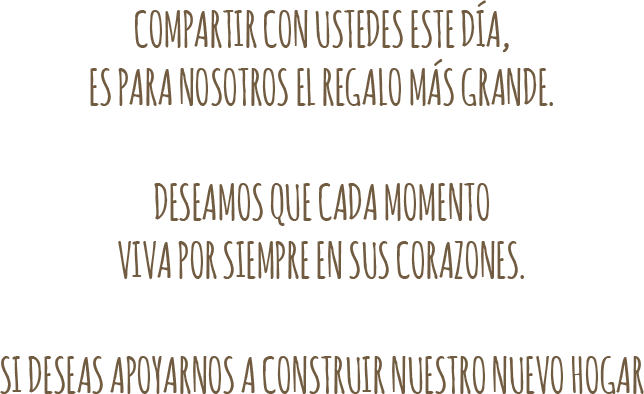 COMPARTIR CON USTEDES ESTE DÍA,
ES PARA NOSOTROS EL REGALO MÁS GRANDE.
DESEAMOS QUE CADA MOMENTO
VIVA POR SIEMPRE EN SUS CORAZONES.
SI DESEAS APOYARNOS A CONSTRUIR NUESTRO NUEVO HOGAR